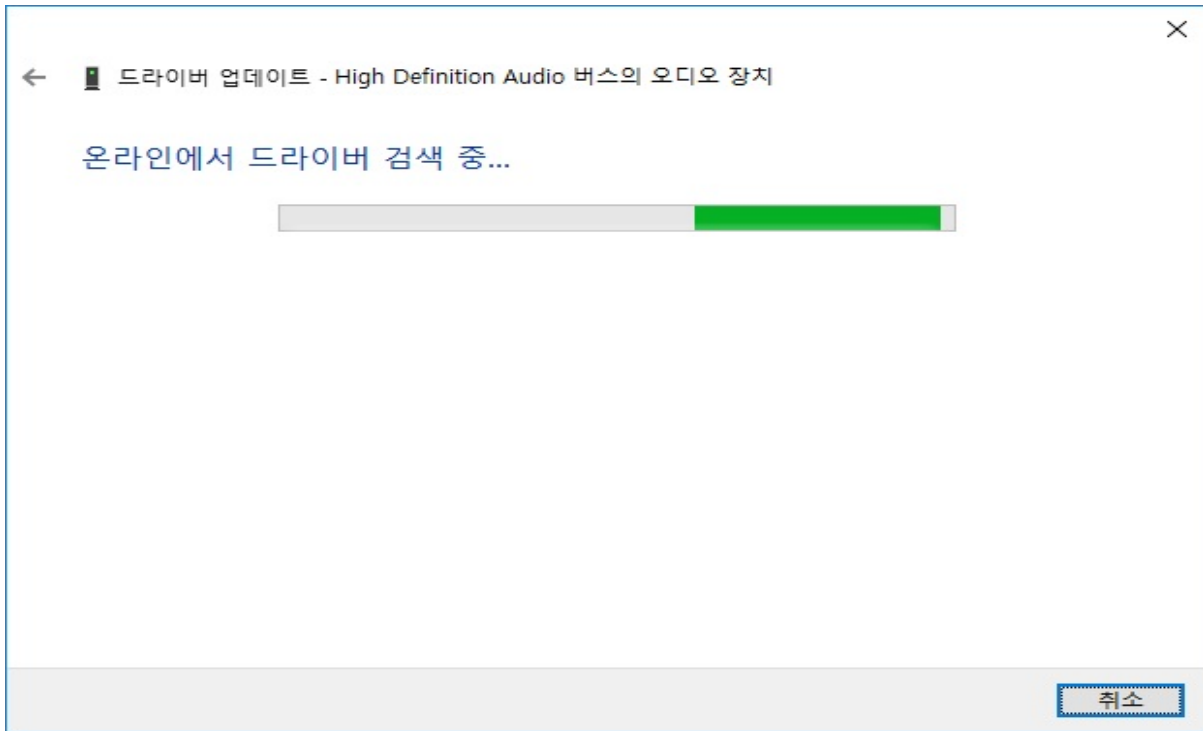 드라이버 업데이트 - High Definition Audio 버스의 오디오 장치
온라인에서 드라이버 검색 중...
취소